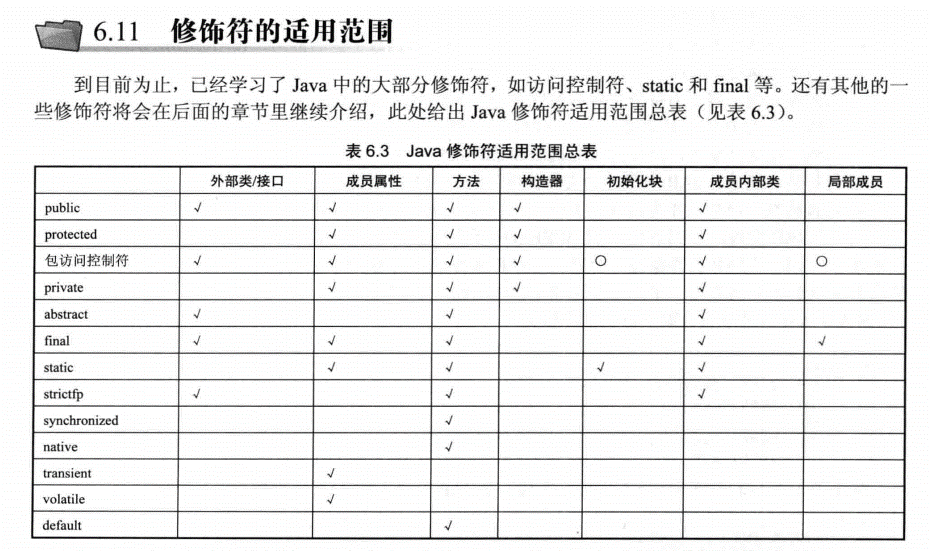 6.11 修饰符的适用范围
到目前为止，已经学习了 Java 中的大部分修饰符，如访问控制符、static 和 final 等。还有其他的一
些修饰符将会在后面的章节里继续介绍，此处给出 Java 修饰符适用范围总表（见表 6.3）。
表 6.3 Java 修饰符适用范围总表
外部类/接口 成员属性 方法 构造器 初始化块 成员内部类 局部成员
public √ √ √ √ √
protected √ √ √ √
包访问控制符 √ √ √ √ ○ √ ○
private √ √ √ √
abstract √ √ √
final √ √ √ √ √
static √ √ √ √
strictfp √ √ √
synchronized √
native √
transient √
volatile √
default √